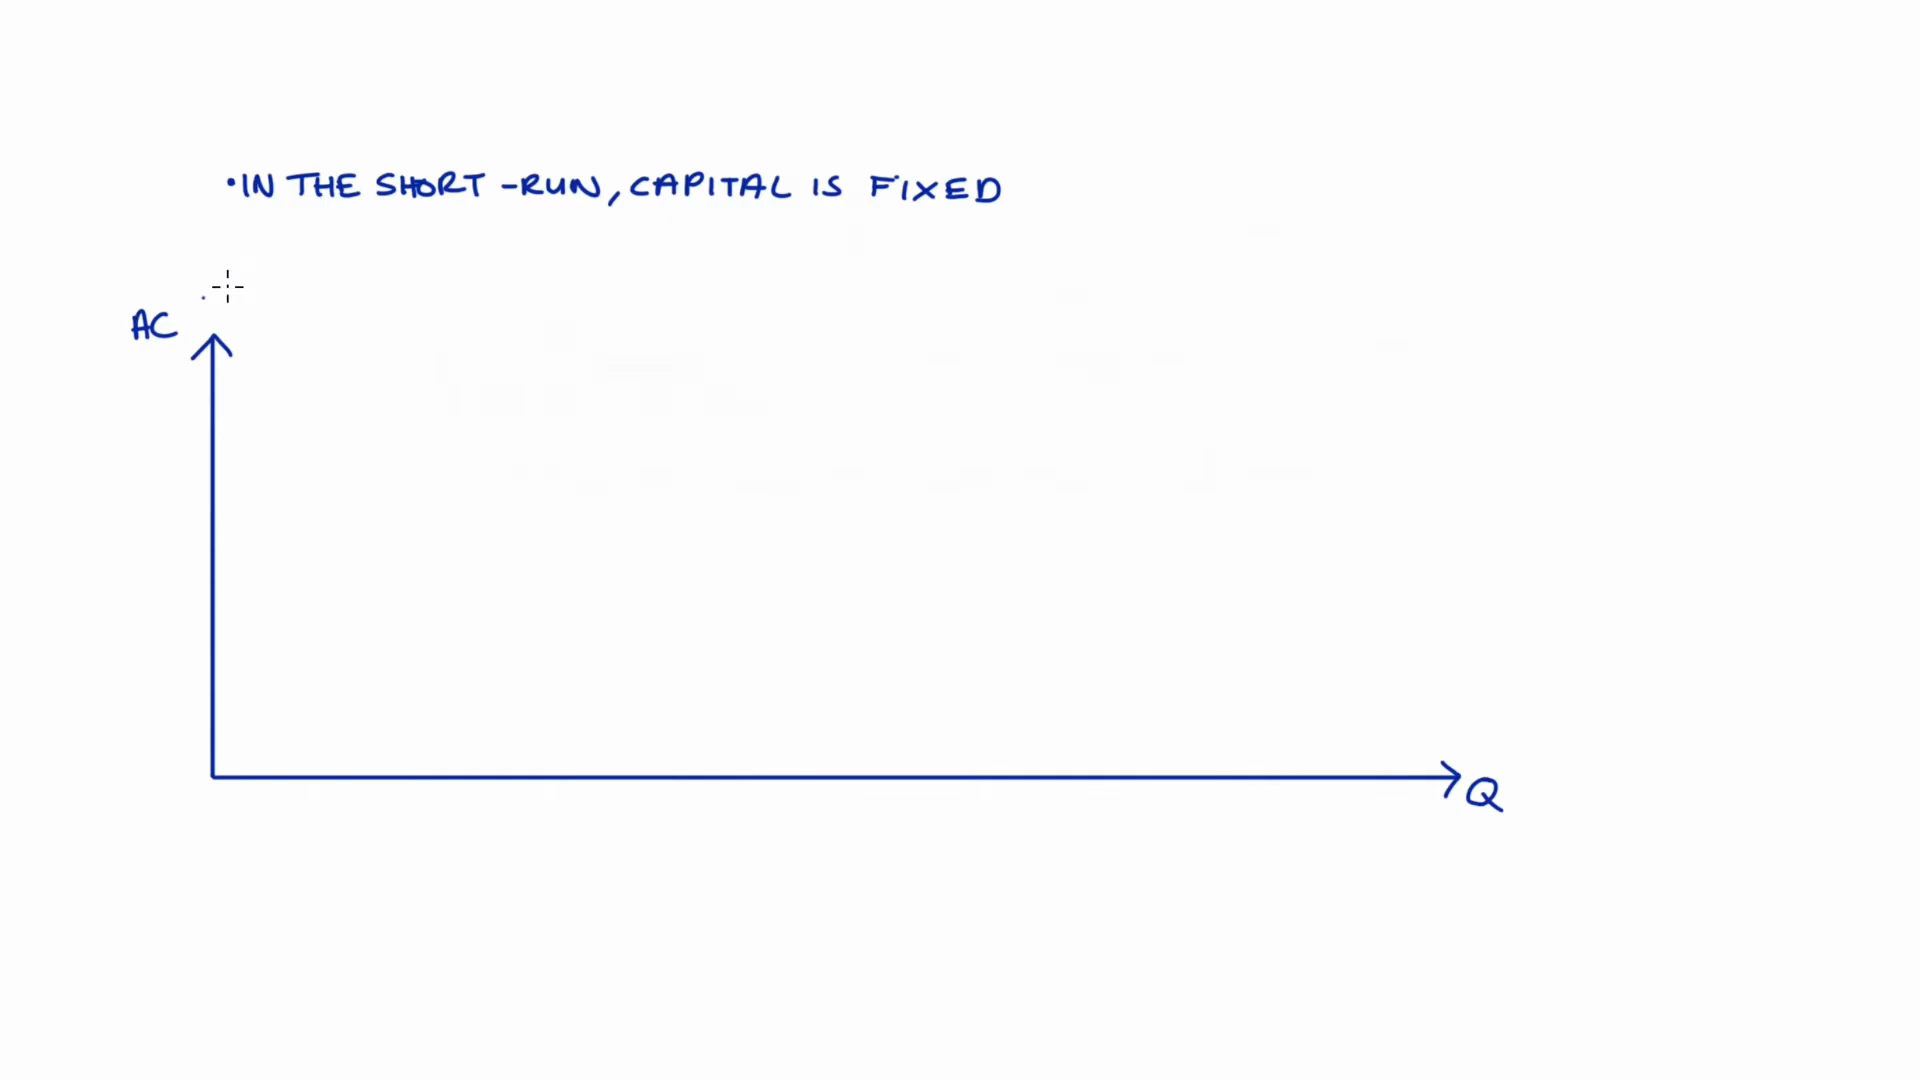 •IN THE SHORT-RUN, CAPITAL IS FIXED
AC
Q